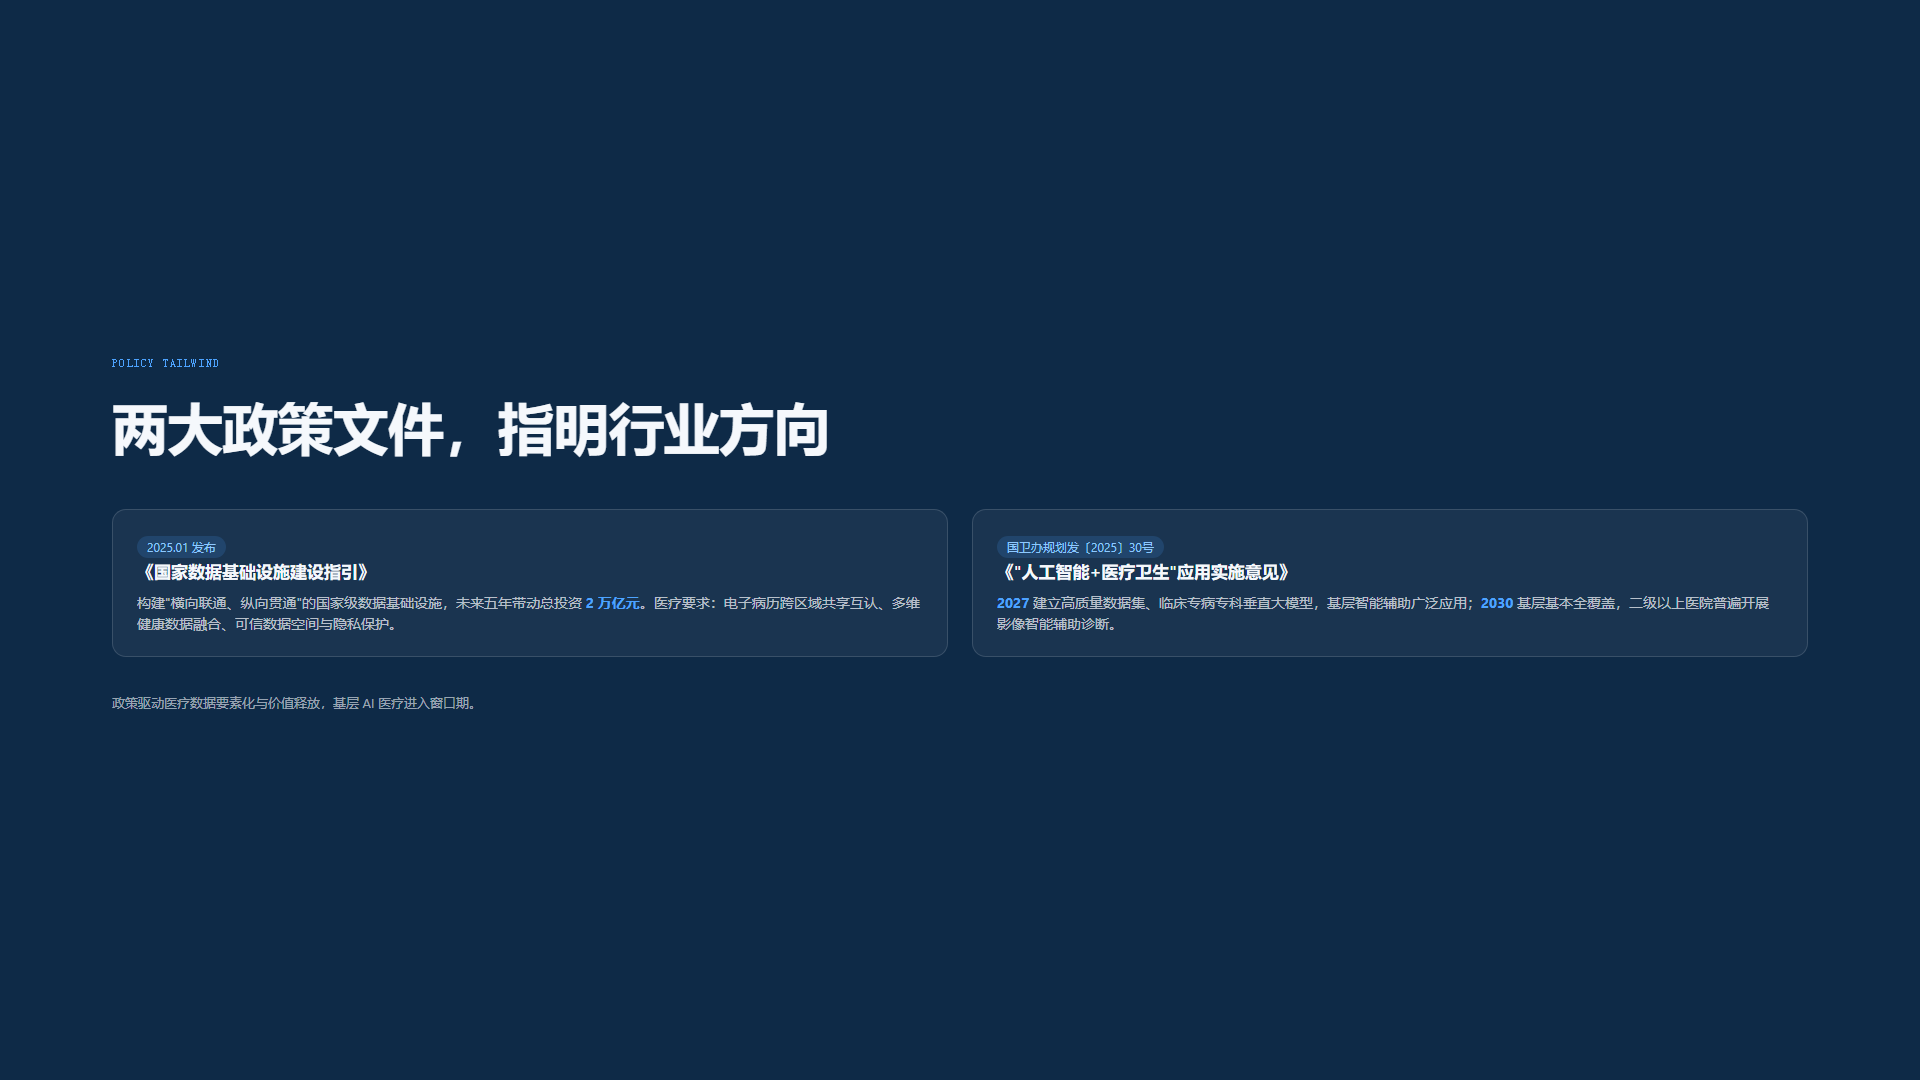 POLICY TAILWIND
两大政策文件，指明行业方向
2025.01 发布
《国家数据基础设施建设指引》
构建"横向联通、纵向贯通"的国家级数据基础设施，未来五年带动总投资 2 万亿元。医疗要求：电子病历跨区域共享互认、多维
健康数据融合、可信数据空间与隐私保护。
国卫办规划发〔2025〕30号
《"人工智能+医疗卫生"应用实施意见》
2027 建立高质量数据集、临床专病专科垂直大模型，基层智能辅助广泛应用；2030 基层基本全覆盖，二级以上医院普遍开展
影像智能辅助诊断。
政策驱动医疗数据要素化与价值释放，基层 AI 医疗进入窗口期。